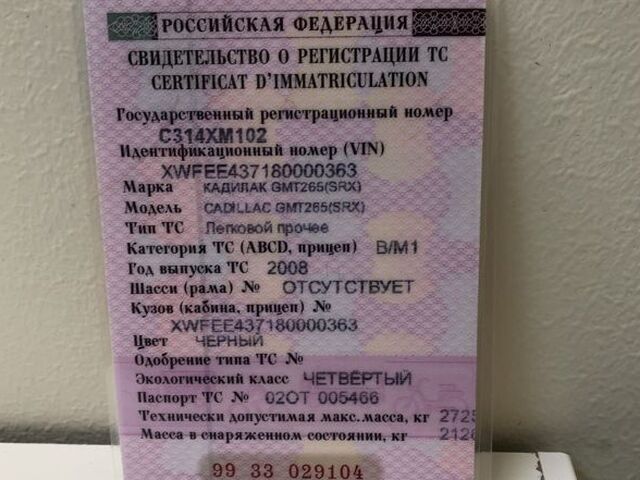 РОССИЙСКАЯ ФЕДЕРАЦИЯ
СВИДЕТЕЛЬСТВО О РЕГИСТРАЦИИ ТС
CERTIFICAT D'IMMATRICULATION
Государственный регистрационный номер
С314ХМ102
Идентификационный номер (VIN)
XWFEE437180000363
Марка КАДИЛАК GMT265(SRX)
Модель CADILLAC GMT265(SRX)
Тип ТС Легковой прочее
Категория ТС (ABCD, прицеп) B/M1
Год выпуска ТС 2008
Шасси (рама) № ОТСУТСТВУЕТ
Кузов (кабина, прицеп) №
XWFEE437180000363
Цвет ЧЕРНЫЙ
Одобрение типа ТС №
Экологический класс ЧЕТВЁРТЫЙ
Паспорт ТС № 02ОТ 005466
Технически допустимая макс.масса, кг 2725
Масса в снаряженном состоянии, кг 2126
99 33 029104